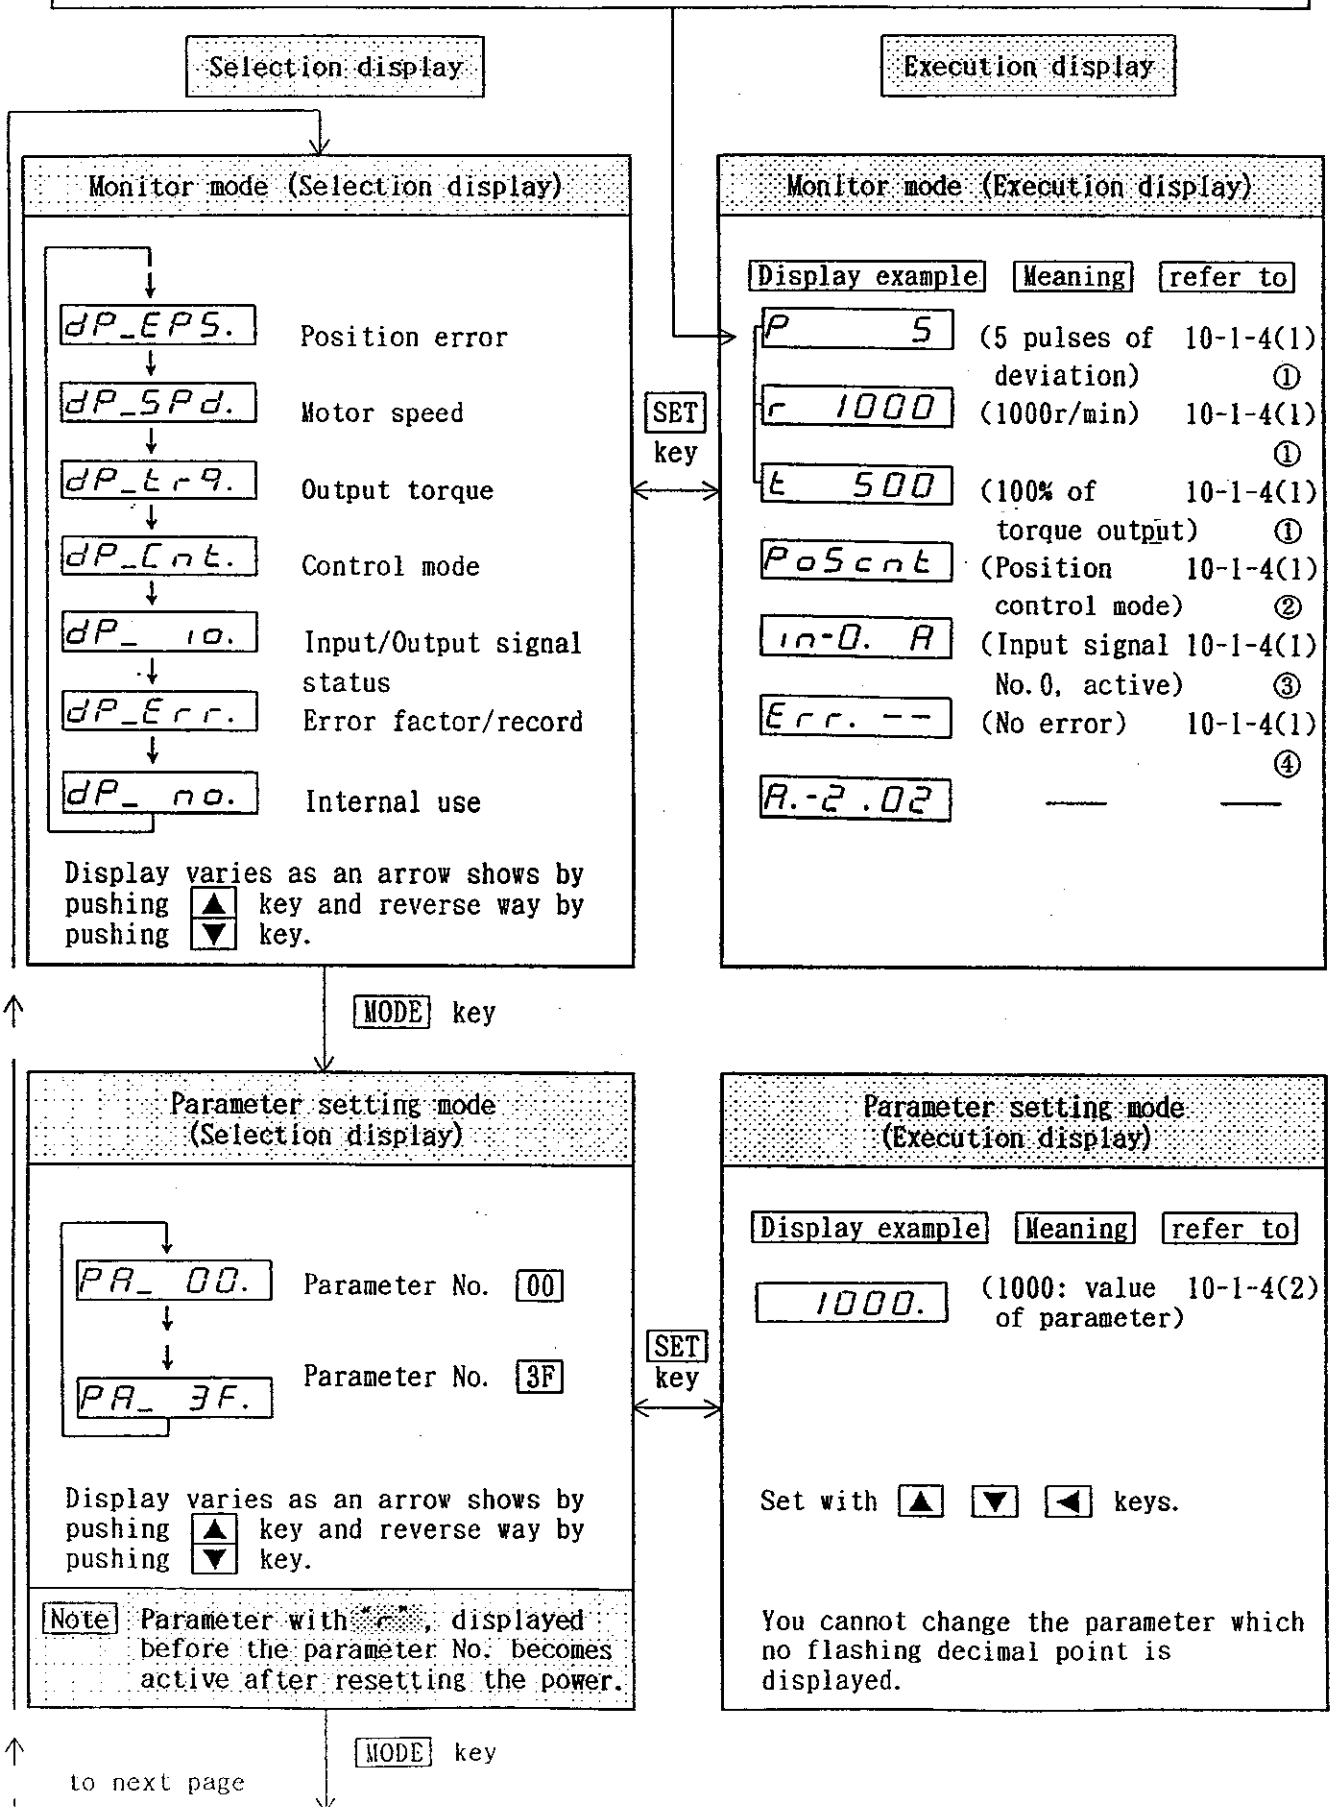 Selection display
Execution display
Monitor mode (Selection display)
dP_EPS. Position error
dP_SPd. Motor speed
dP_trq. Output torque
dP_Cnt. Control mode
dP_ io. Input/Output signal
status
dP_Err. Error factor/record
dP_ no. Internal use
Display varies as an arrow shows by
pushing ▲ key and reverse way by
pushing ▼ key.
SET
key
Monitor mode (Execution display)
Display example Meaning refer to
P 5 (5 pulses of 10-1-4(1)
deviation) ①
r 1000 (1000r/min) 10-1-4(1)
①
t 500 (100% of 10-1-4(1)
torque output) ①
PoScnt (Position 10-1-4(1)
control mode) ②
in-0. A (Input signal 10-1-4(1)
No.0, active) ③
Err. -- (No error) 10-1-4(1)
④
A.-2.02 — —
MODE key
Parameter setting mode
(Selection display)
PA_ 00. Parameter No. 00
PA_ 3F. Parameter No. 3F
Display varies as an arrow shows by
pushing ▲ key and reverse way by
pushing ▼ key.
Note Parameter with "r", displayed
before the parameter No. becomes
active after resetting the power.
SET
key
Parameter setting mode
(Execution display)
Display example Meaning refer to
1000. (1000: value 10-1-4(2)
of parameter)
Set with ▲ ▼ ◀ keys.
You cannot change the parameter which
no flashing decimal point is
displayed.
MODE key
to next page